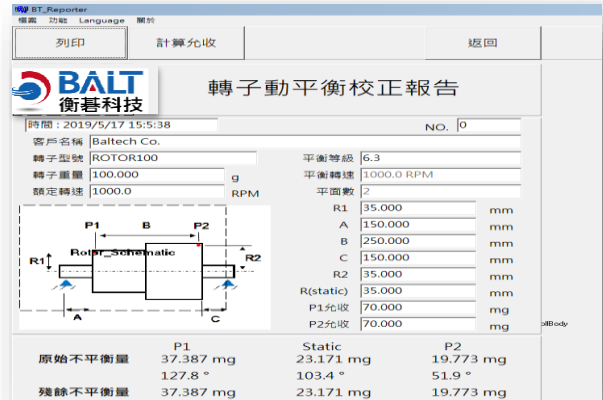 BT_Reporter
檔案 功能 Language 關於
列印 計算允收 返回
BALT
衡碁科技
轉子動平衡校正報告
時間 : 2019/5/17 15:5:38
NO. 0
客戶名稱 Baltech Co.
轉子型號 ROTOR100 平衡等級 6.3
轉子重量 100.000 g 平衡轉速 1000.0 RPM
額定轉速 1000.0 RPM 平面數 2
R1 35.000 mm
A 150.000 mm
B 250.000 mm
C 150.000 mm
R2 35.000 mm
R(static) 35.000 mm
P1允收 70.000 mg
P2允收 70.000 mg
P1 B P2
Rotor_Schematic
R1 R2
A C
ollBody
P1 Static P2
原始不平衡量 37.387 mg 23.171 mg 19.773 mg
127.8 ° 103.4 ° 51.9 °
殘餘不平衡量 37.387 mg 23.171 mg 19.773 mg